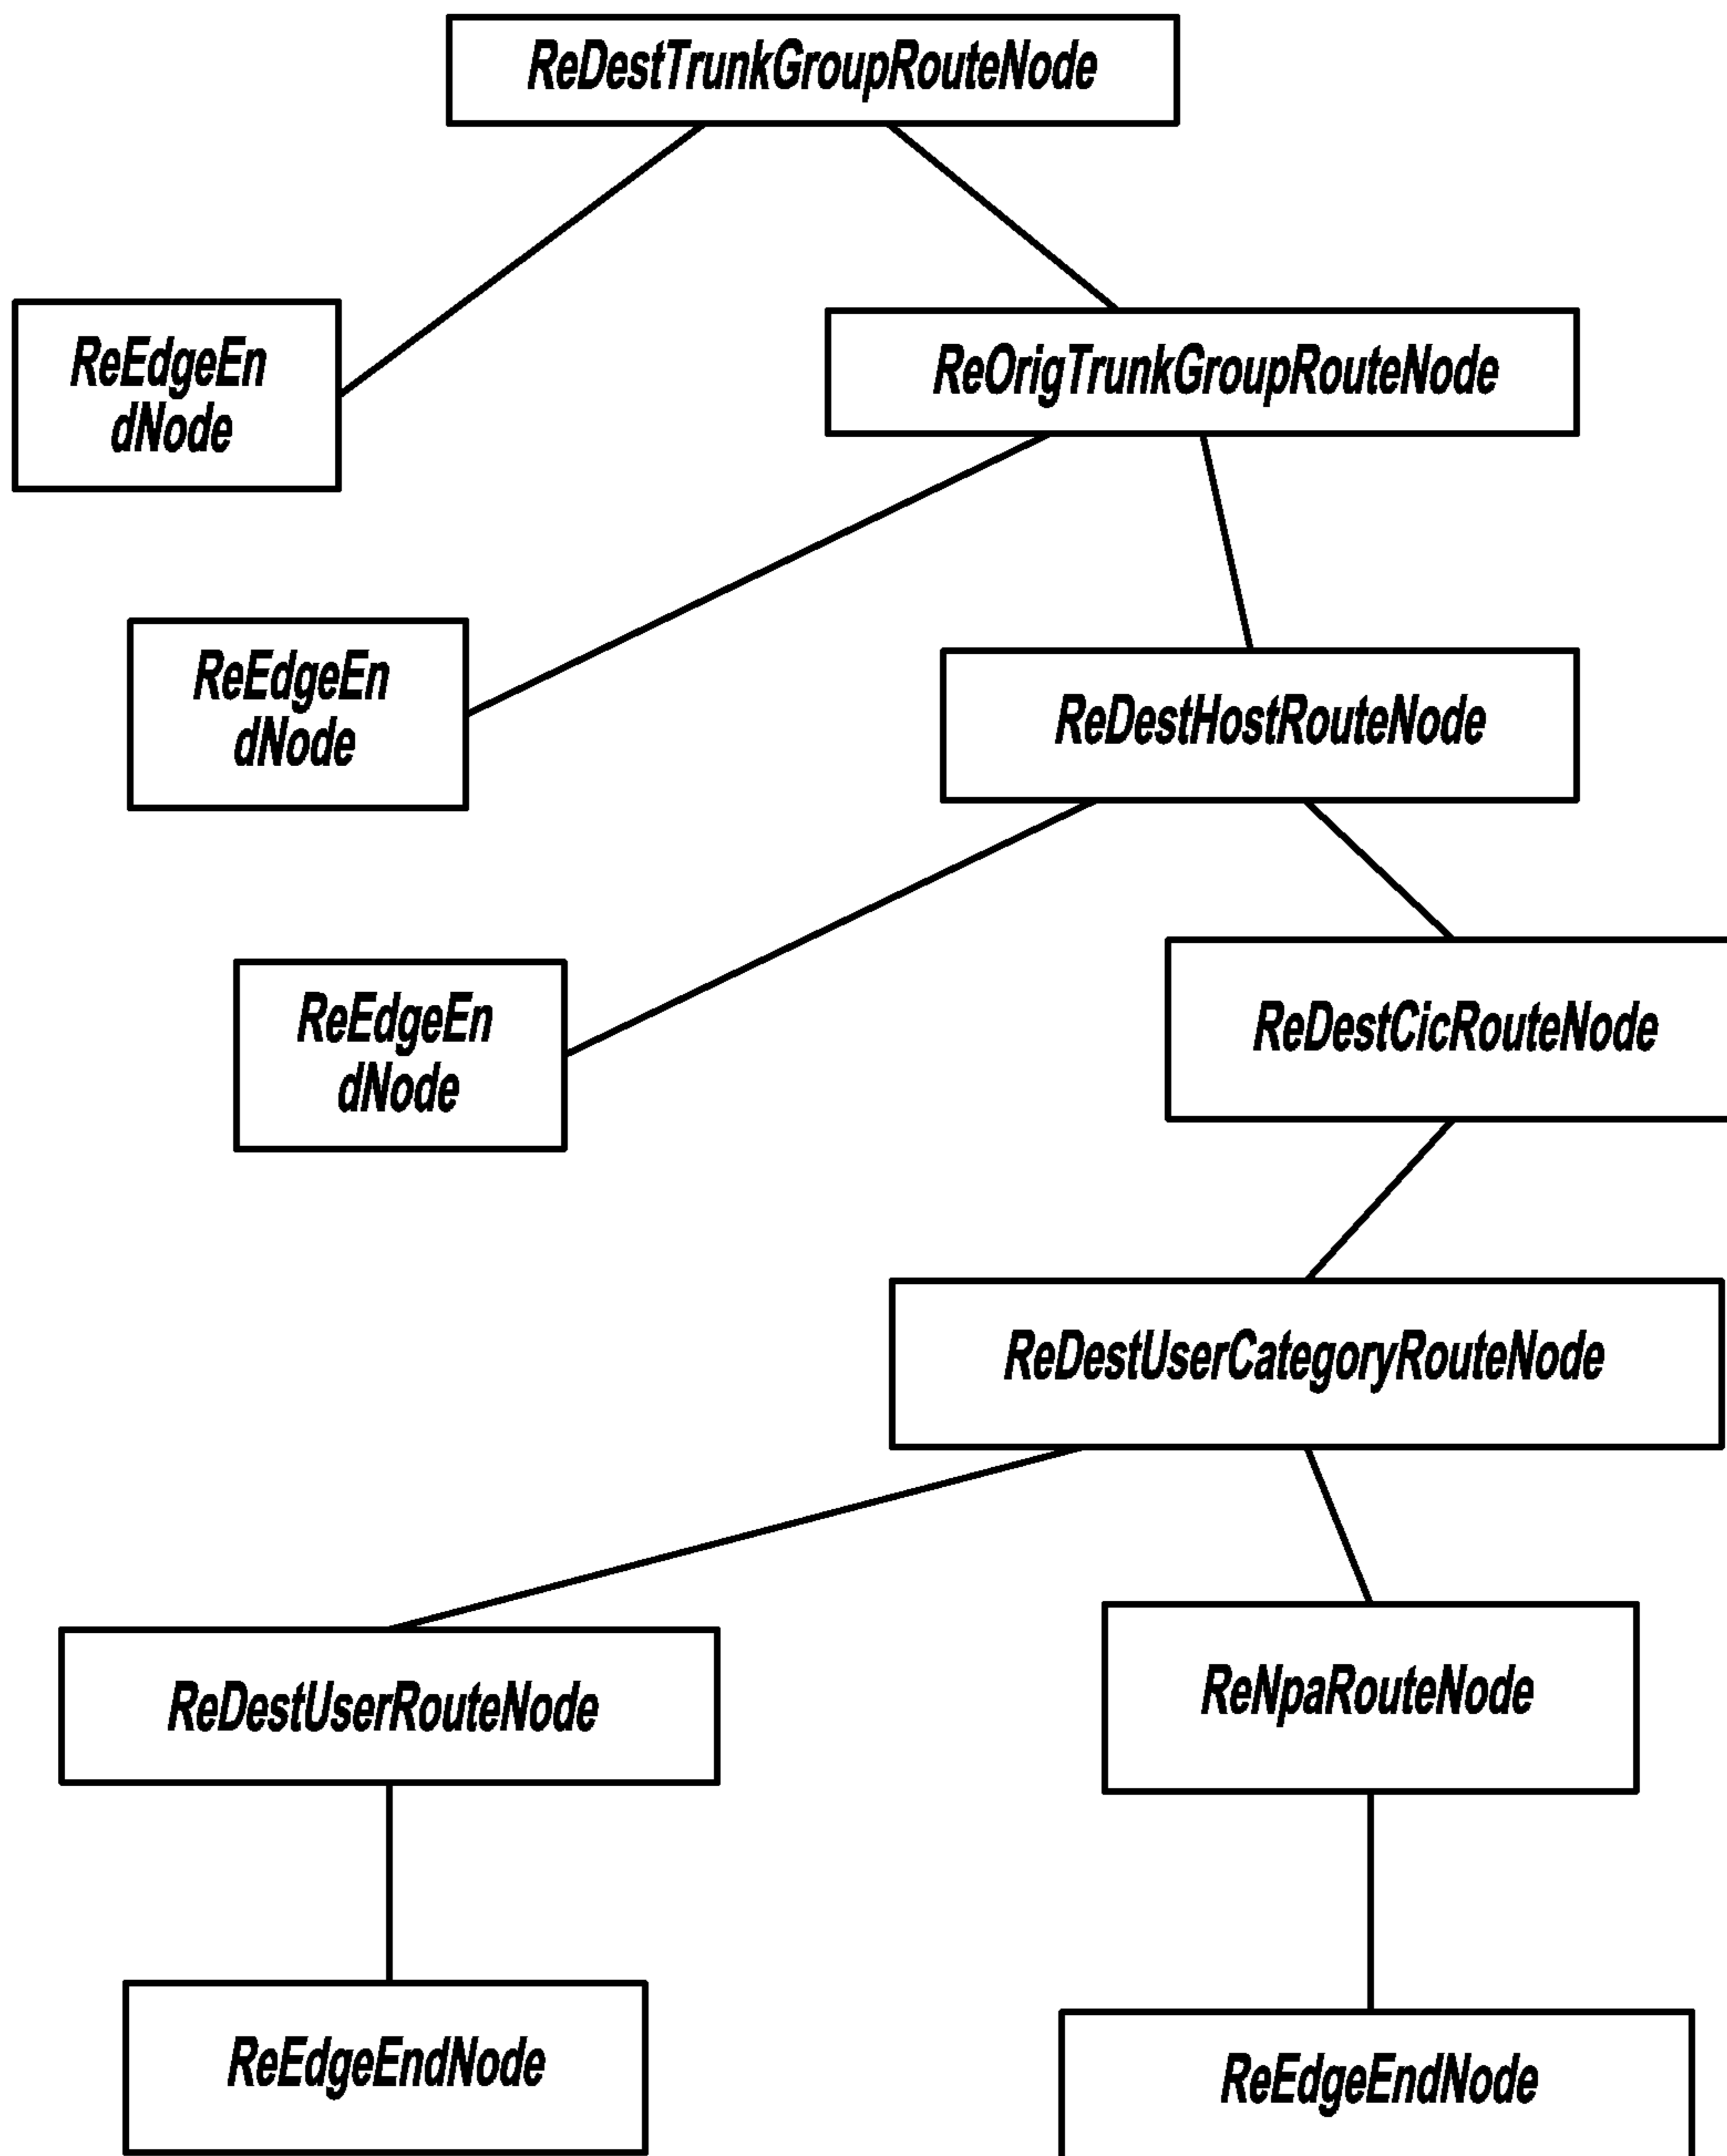 ReDestTrunkGroupRouteNode
ReEdgeEn
dNode
ReOrigTrunkGroupRouteNode
ReEdgeEn
dNode
ReDestHostRouteNode
ReEdgeEn
dNode
ReDestCicRouteNode
ReDestUserCategoryRouteNode
ReDestUserRouteNode
ReNpaRouteNode
ReEdgeEndNode
ReEdgeEndNode